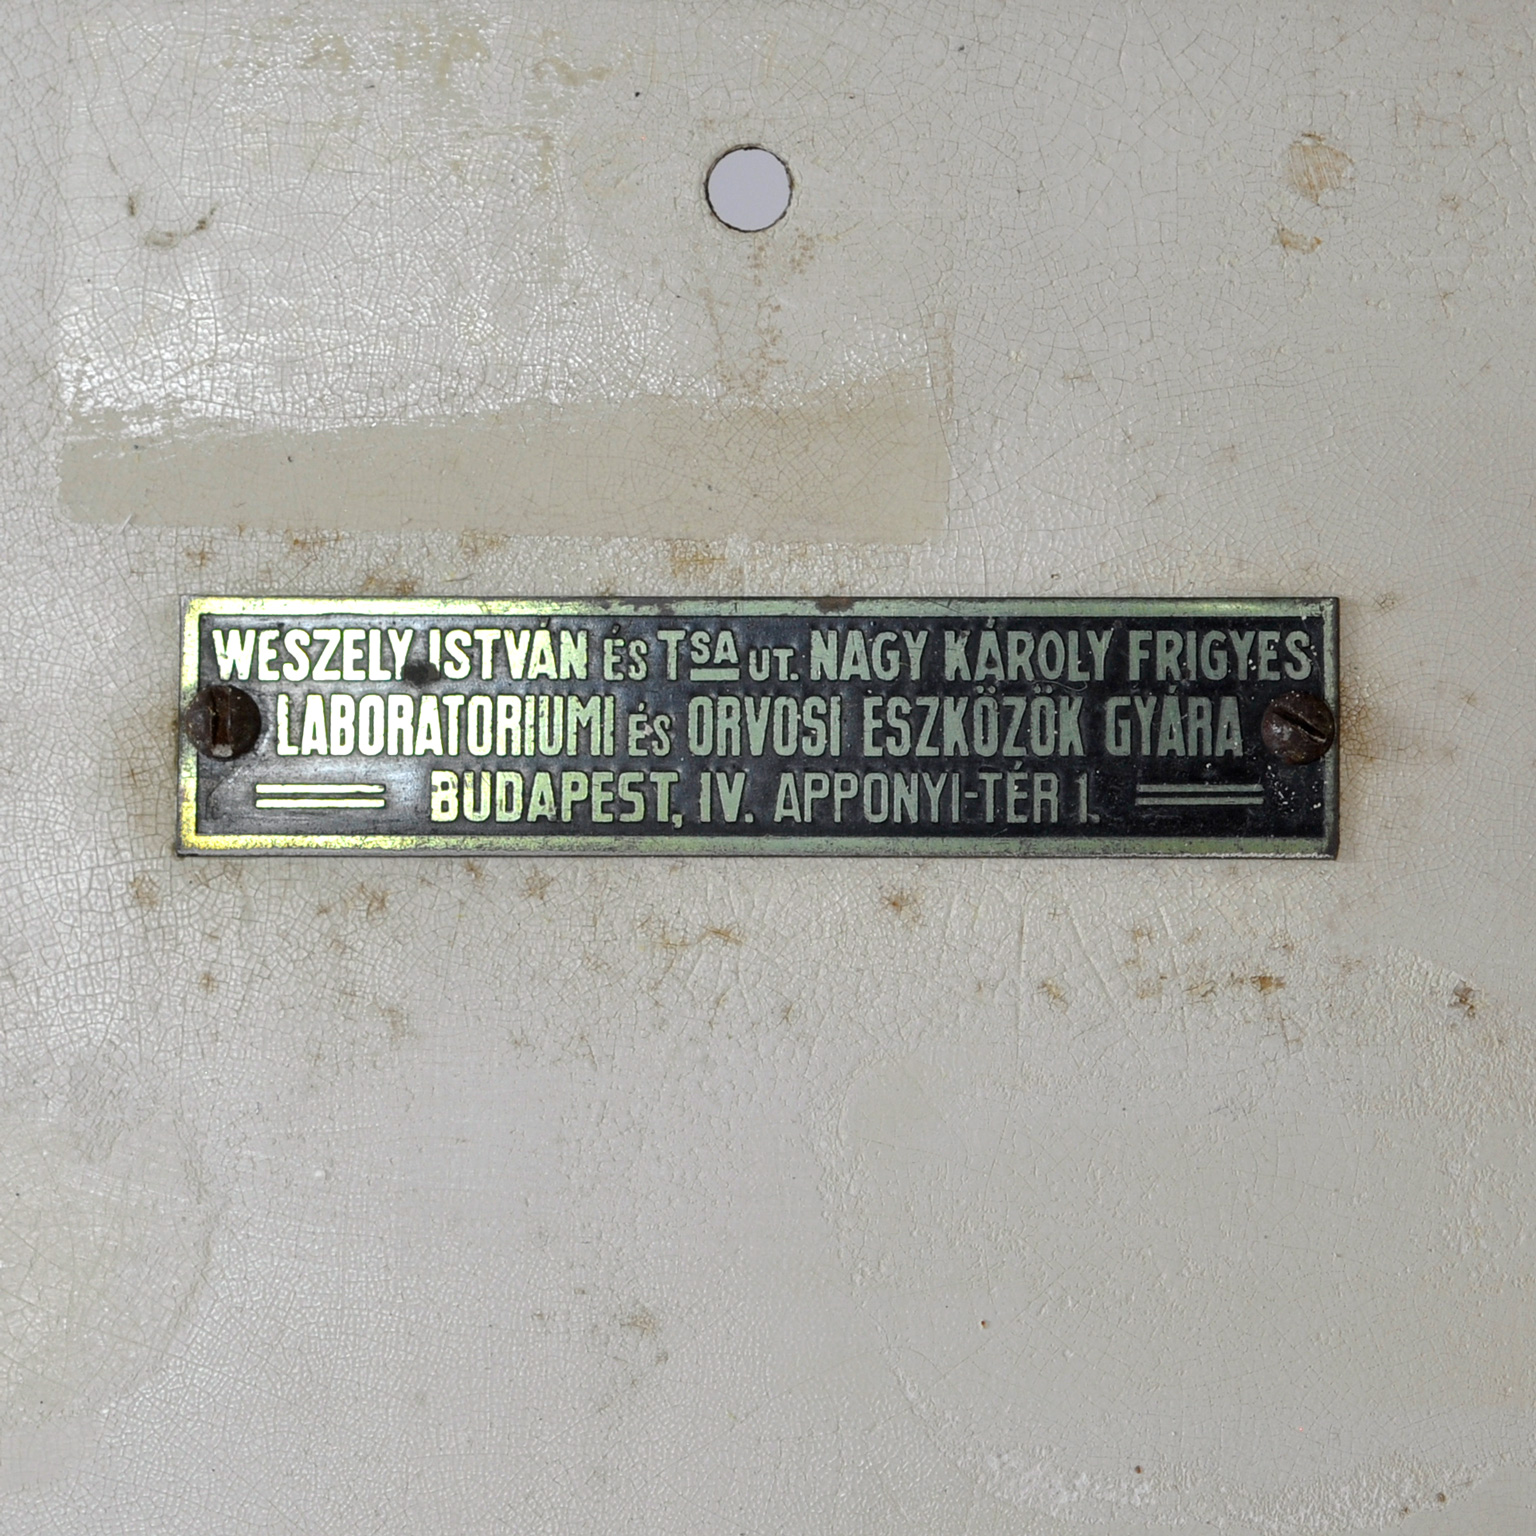 WESZELY ISTVÁN ÉS TSA UT. NAGY KÁROLY FRIGYES
LABORATORIUMI ÉS ORVOSI ESZKÖZÖK GYÁRA
BUDAPEST, IV. APPONYI-TÉR 1.